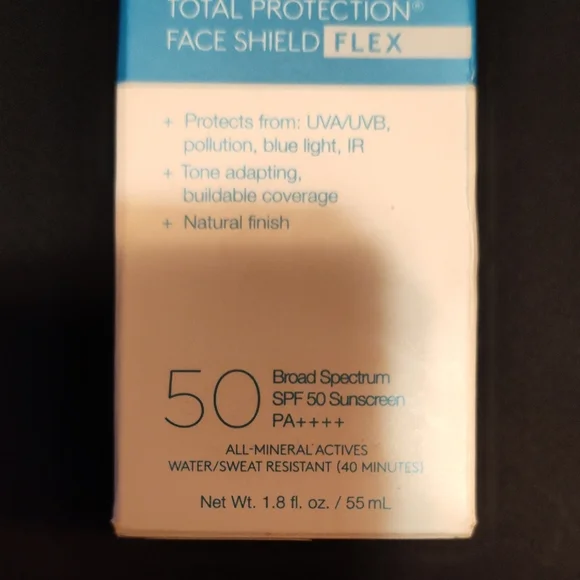 TOTAL PROTECTION®
FACE SHIELD FLEX
+ Protects from: UVA/UVB,
pollution, blue light, IR
+ Tone adapting,
buildable coverage
+ Natural finish
50
Broad Spectrum
SPF 50 Sunscreen
PA++++
ALL-MINERAL ACTIVES
WATER/SWEAT RESISTANT (40 MINUTES)
Net Wt. 1.8 fl. oz. / 55 mL